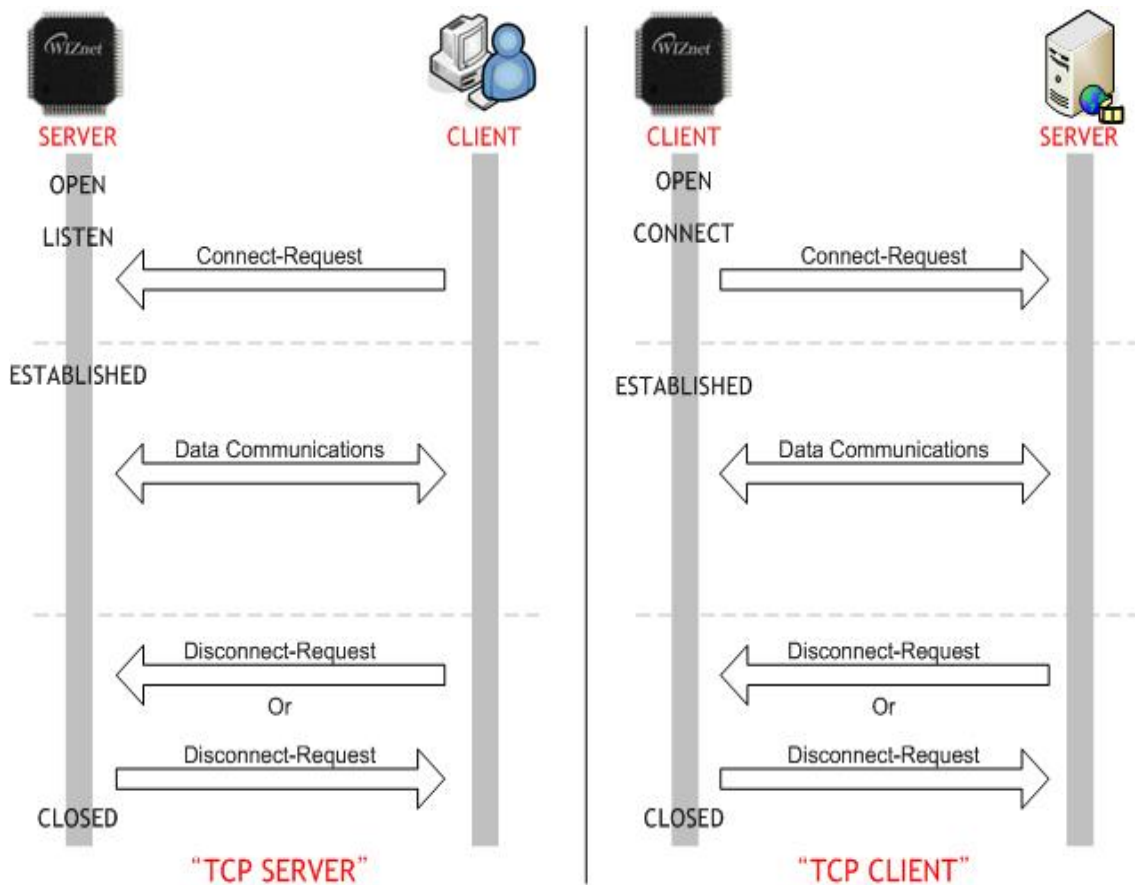 WIZnet
SERVER
CLIENT
OPEN
LISTEN
Connect-Request
ESTABLISHED
Data Communications
Disconnect-Request
Or
Disconnect-Request
CLOSED
"TCP SERVER"
WIZnet
CLIENT
SERVER
OPEN
CONNECT
Connect-Request
ESTABLISHED
Data Communications
Disconnect-Request
Or
Disconnect-Request
CLOSED
"TCP CLIENT"